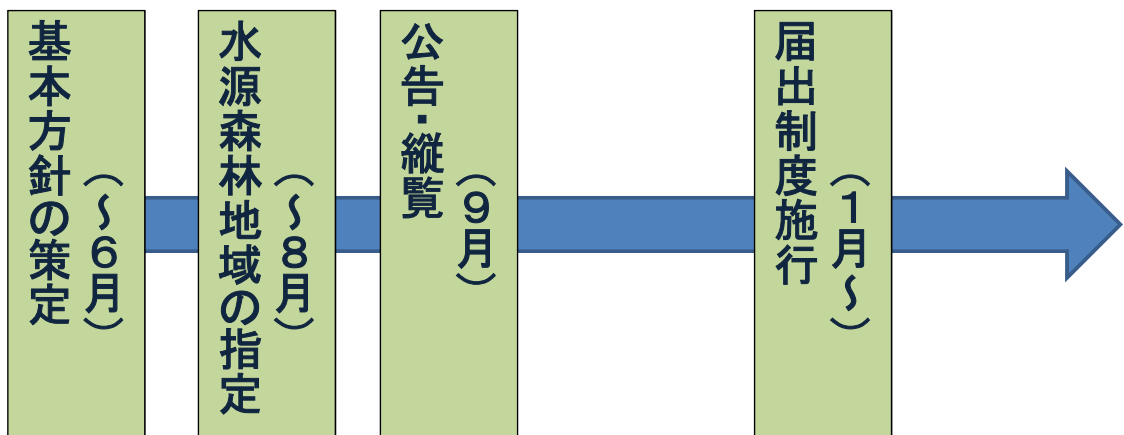 基本方針の策定
（～６月）
水源森林地域の指定
（～８月）
公告・縦覧
（９月）
届出制度施行
（１月～）